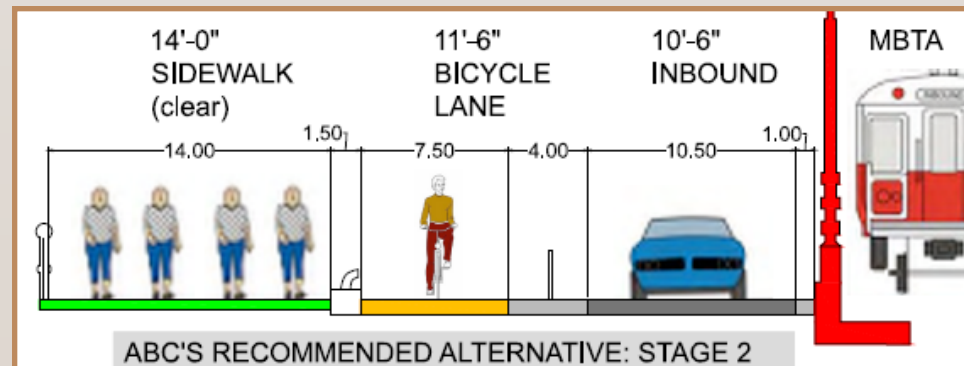 14'-0"
SIDEWALK
(clear)
11'-6"
BICYCLE
LANE
10'-6"
INBOUND
MBTA
14.00
1.50
7.50
4.00
10.50
1.00
ABC'S RECOMMENDED ALTERNATIVE: STAGE 2